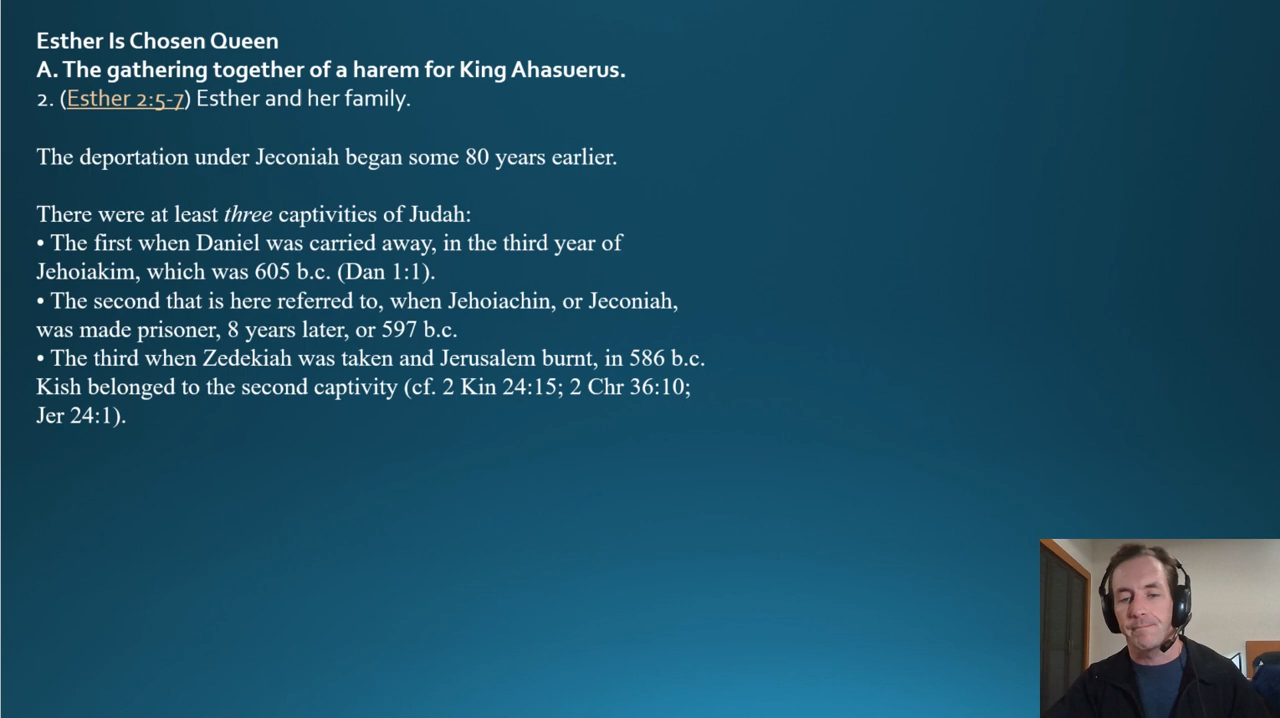 Esther Is Chosen Queen
A. The gathering together of a harem for King Ahasuerus.
2. (Esther 2:5-7) Esther and her family.
The deportation under Jeconiah began some 80 years earlier.
There were at least three captivities of Judah:
• The first when Daniel was carried away, in the third year of
Jehoiakim, which was 605 b.c. (Dan 1:1).
• The second that is here referred to, when Jehoiachin, or Jeconiah,
was made prisoner, 8 years later, or 597 b.c.
• The third when Zedekiah was taken and Jerusalem burnt, in 586 b.c.
Kish belonged to the second captivity (cf. 2 Kin 24:15; 2 Chr 36:10;
Jer 24:1).